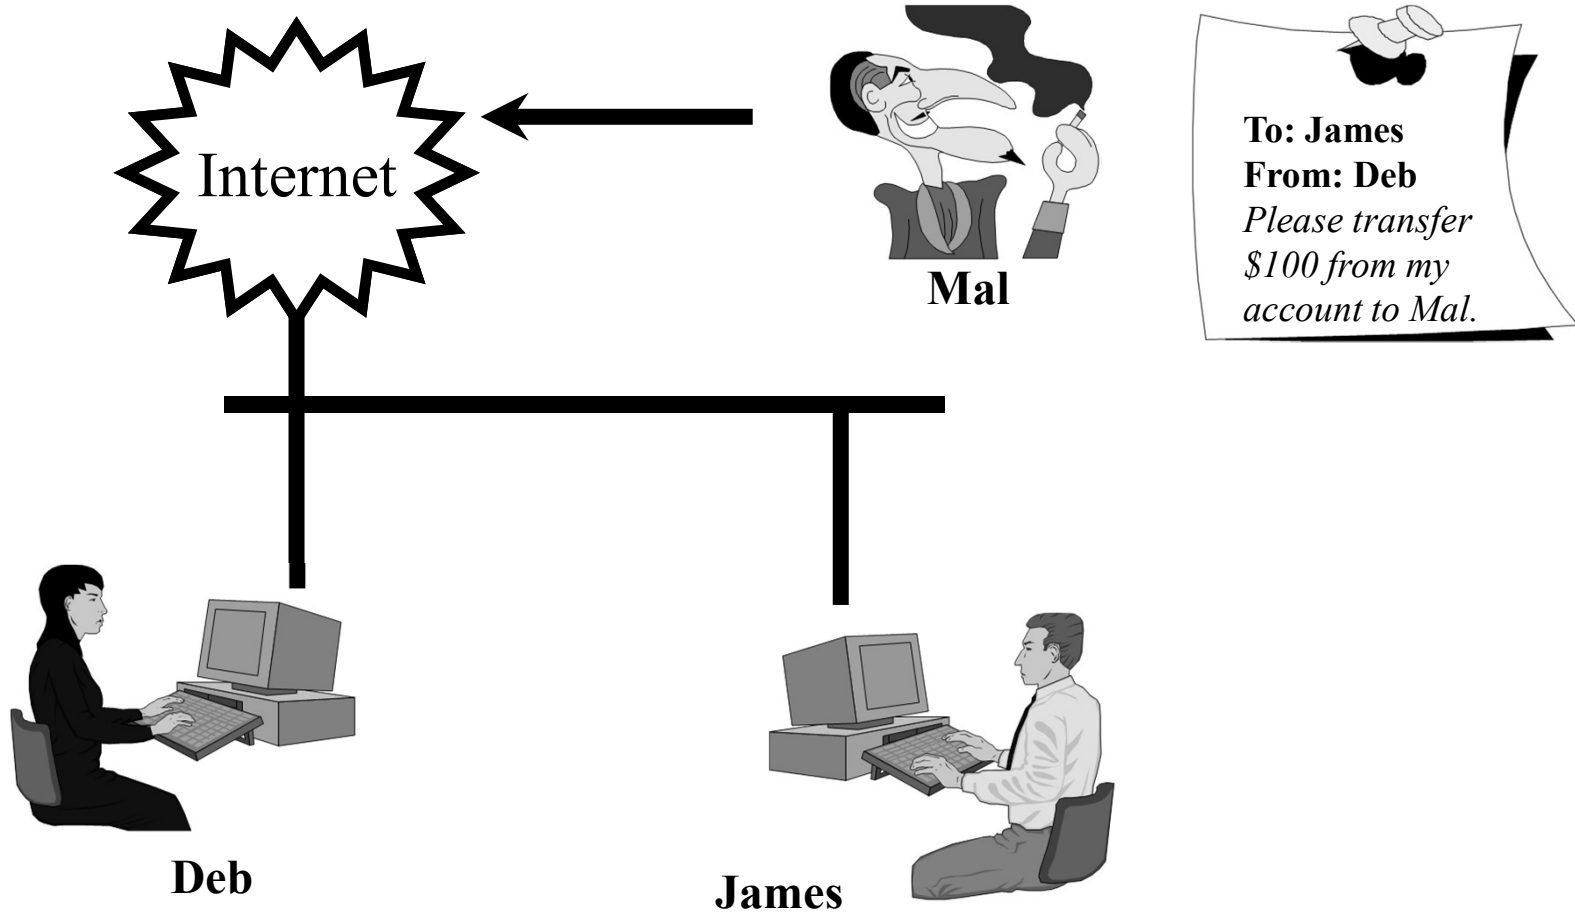 Internet
Mal
To: James
From: Deb
Please transfer
$100 from my
account to Mal.
Deb
James